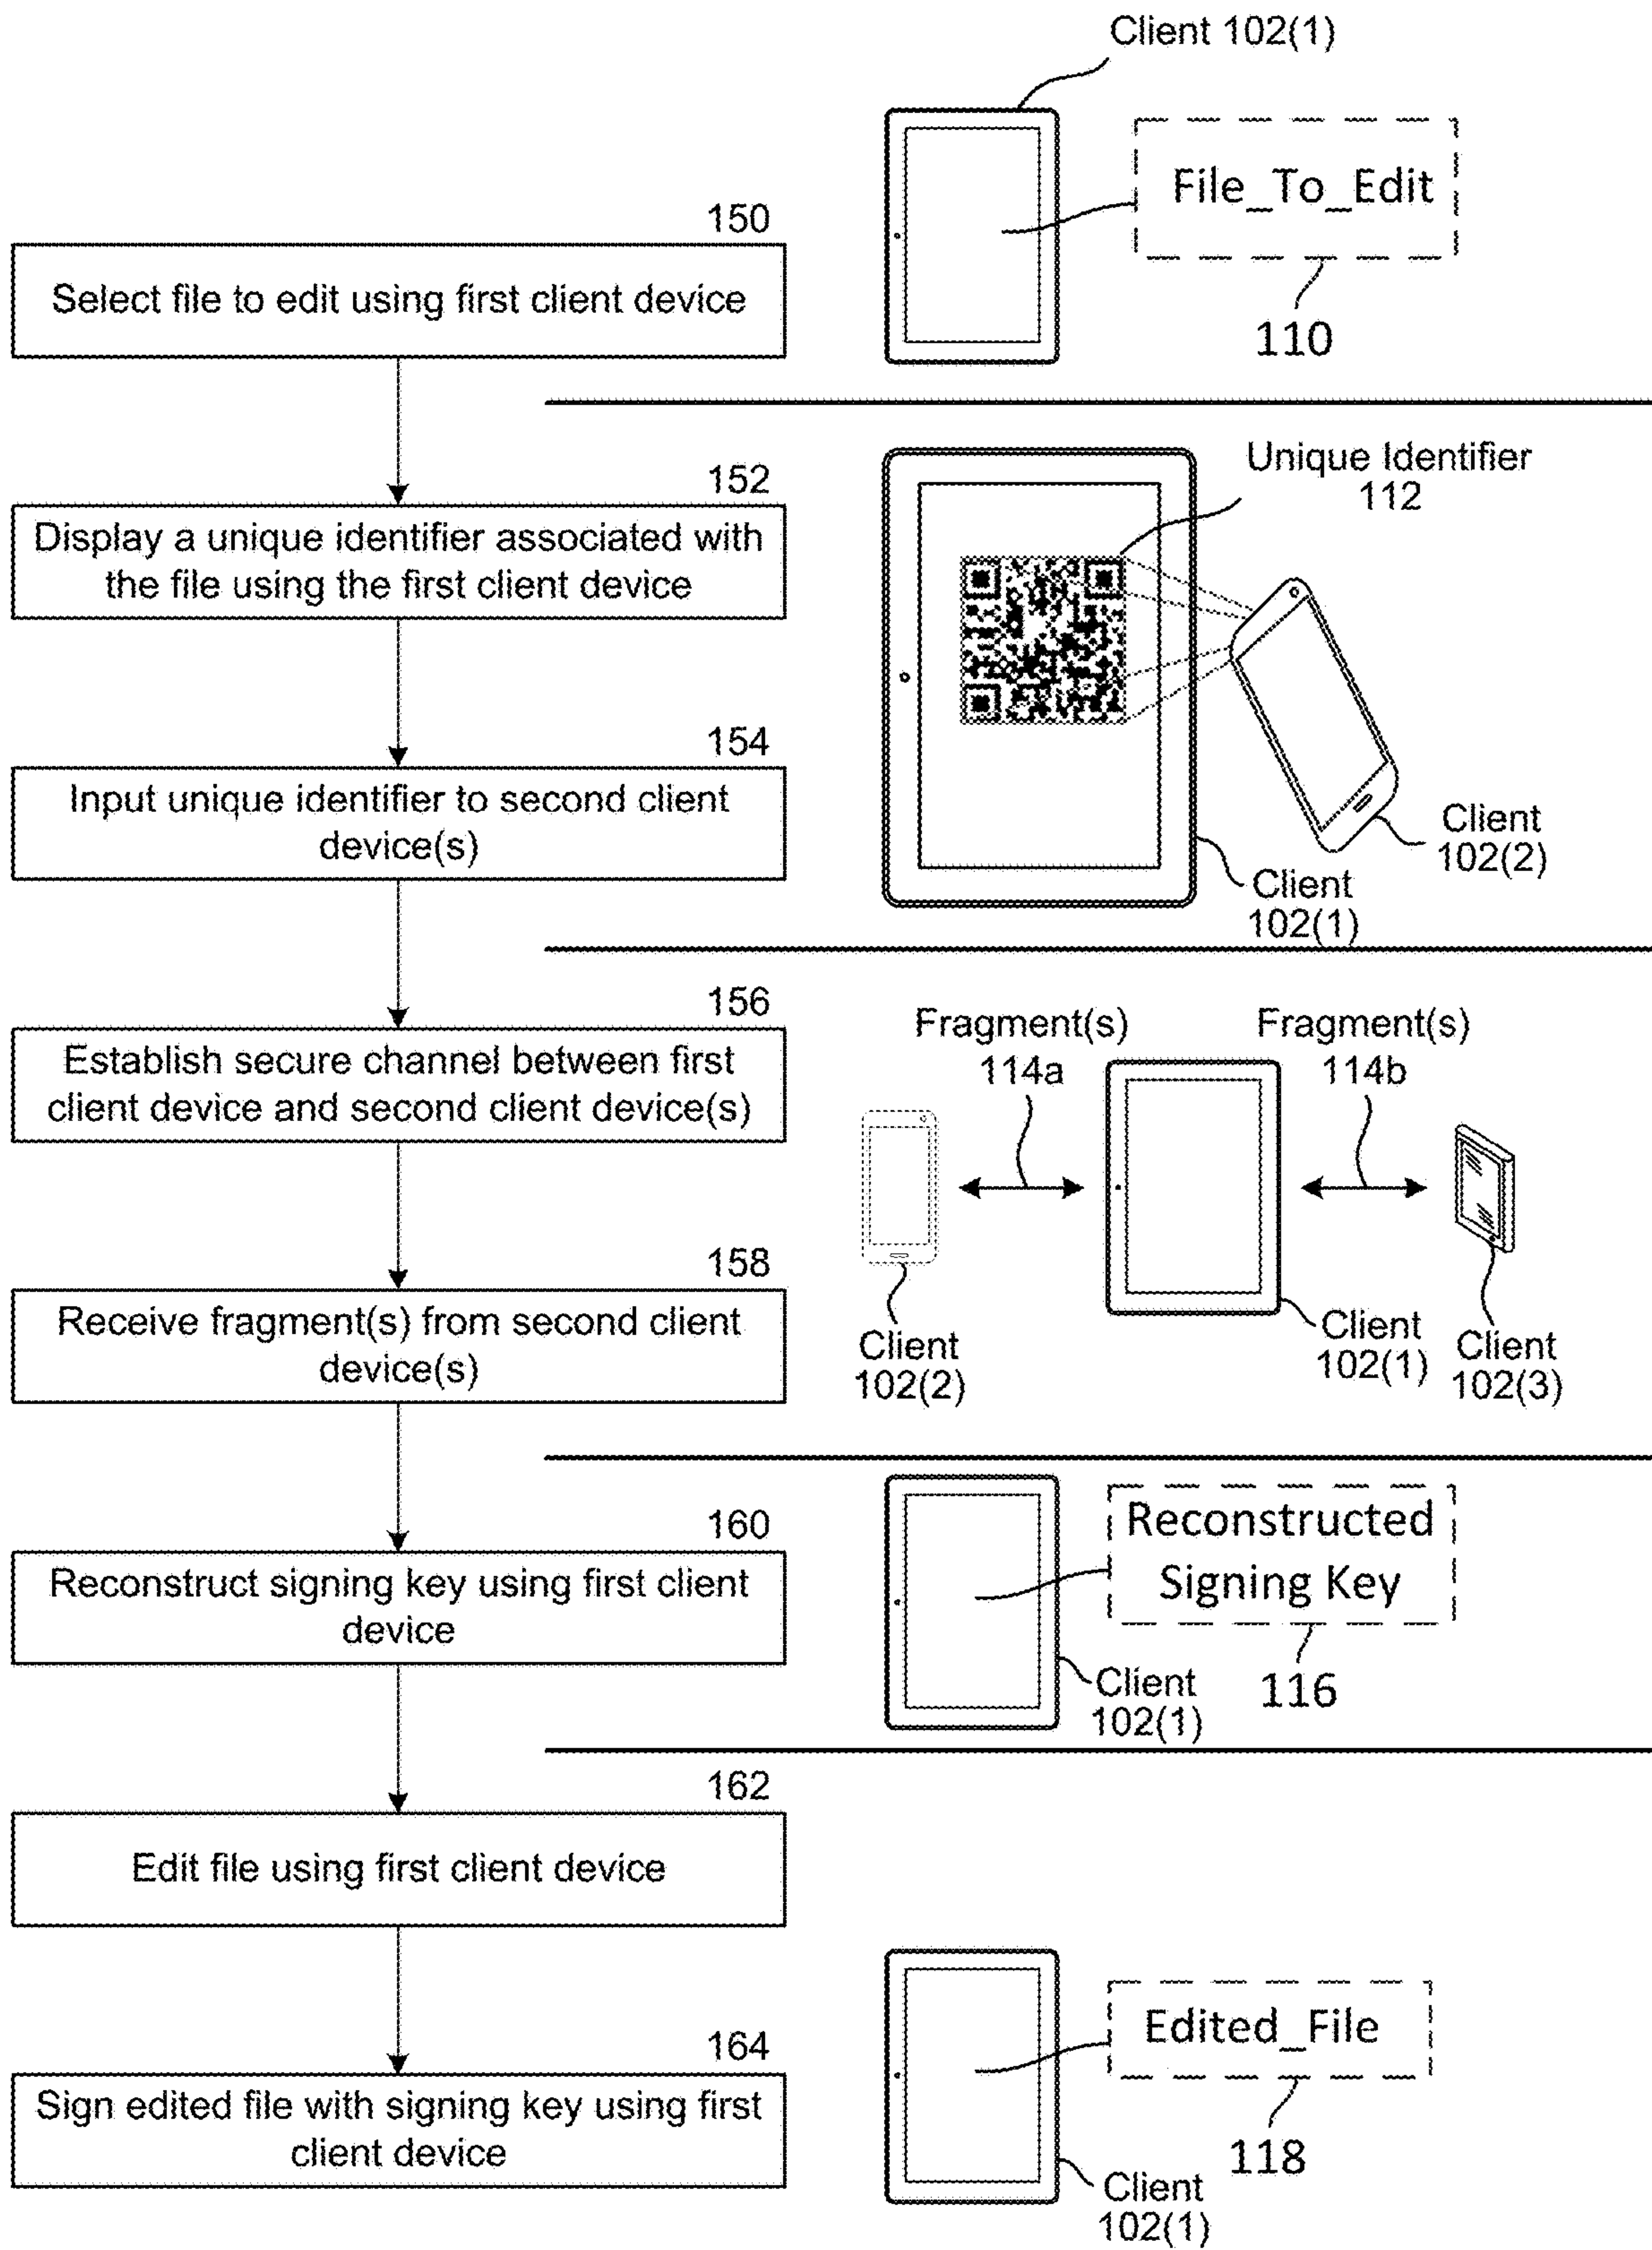 Client 102(1)
File_To_Edit
110
150
Select file to edit using first client device
Unique Identifier
112
152
Display a unique identifier associated with
the file using the first client device
154
Input unique identifier to second client
device(s)
Client
102(2)
Client
102(1)
156
Establish secure channel between first
client device and second client device(s)
Fragment(s)
114a
Fragment(s)
114b
158
Receive fragment(s) from second client
device(s)
Client
102(2)
Client
102(1)
Client
102(3)
160
Reconstruct signing key using first client
device
Reconstructed
Signing Key
116
Client
102(1)
162
Edit file using first client device
164
Sign edited file with signing key using first
client device
Edited_File
118
Client
102(1)